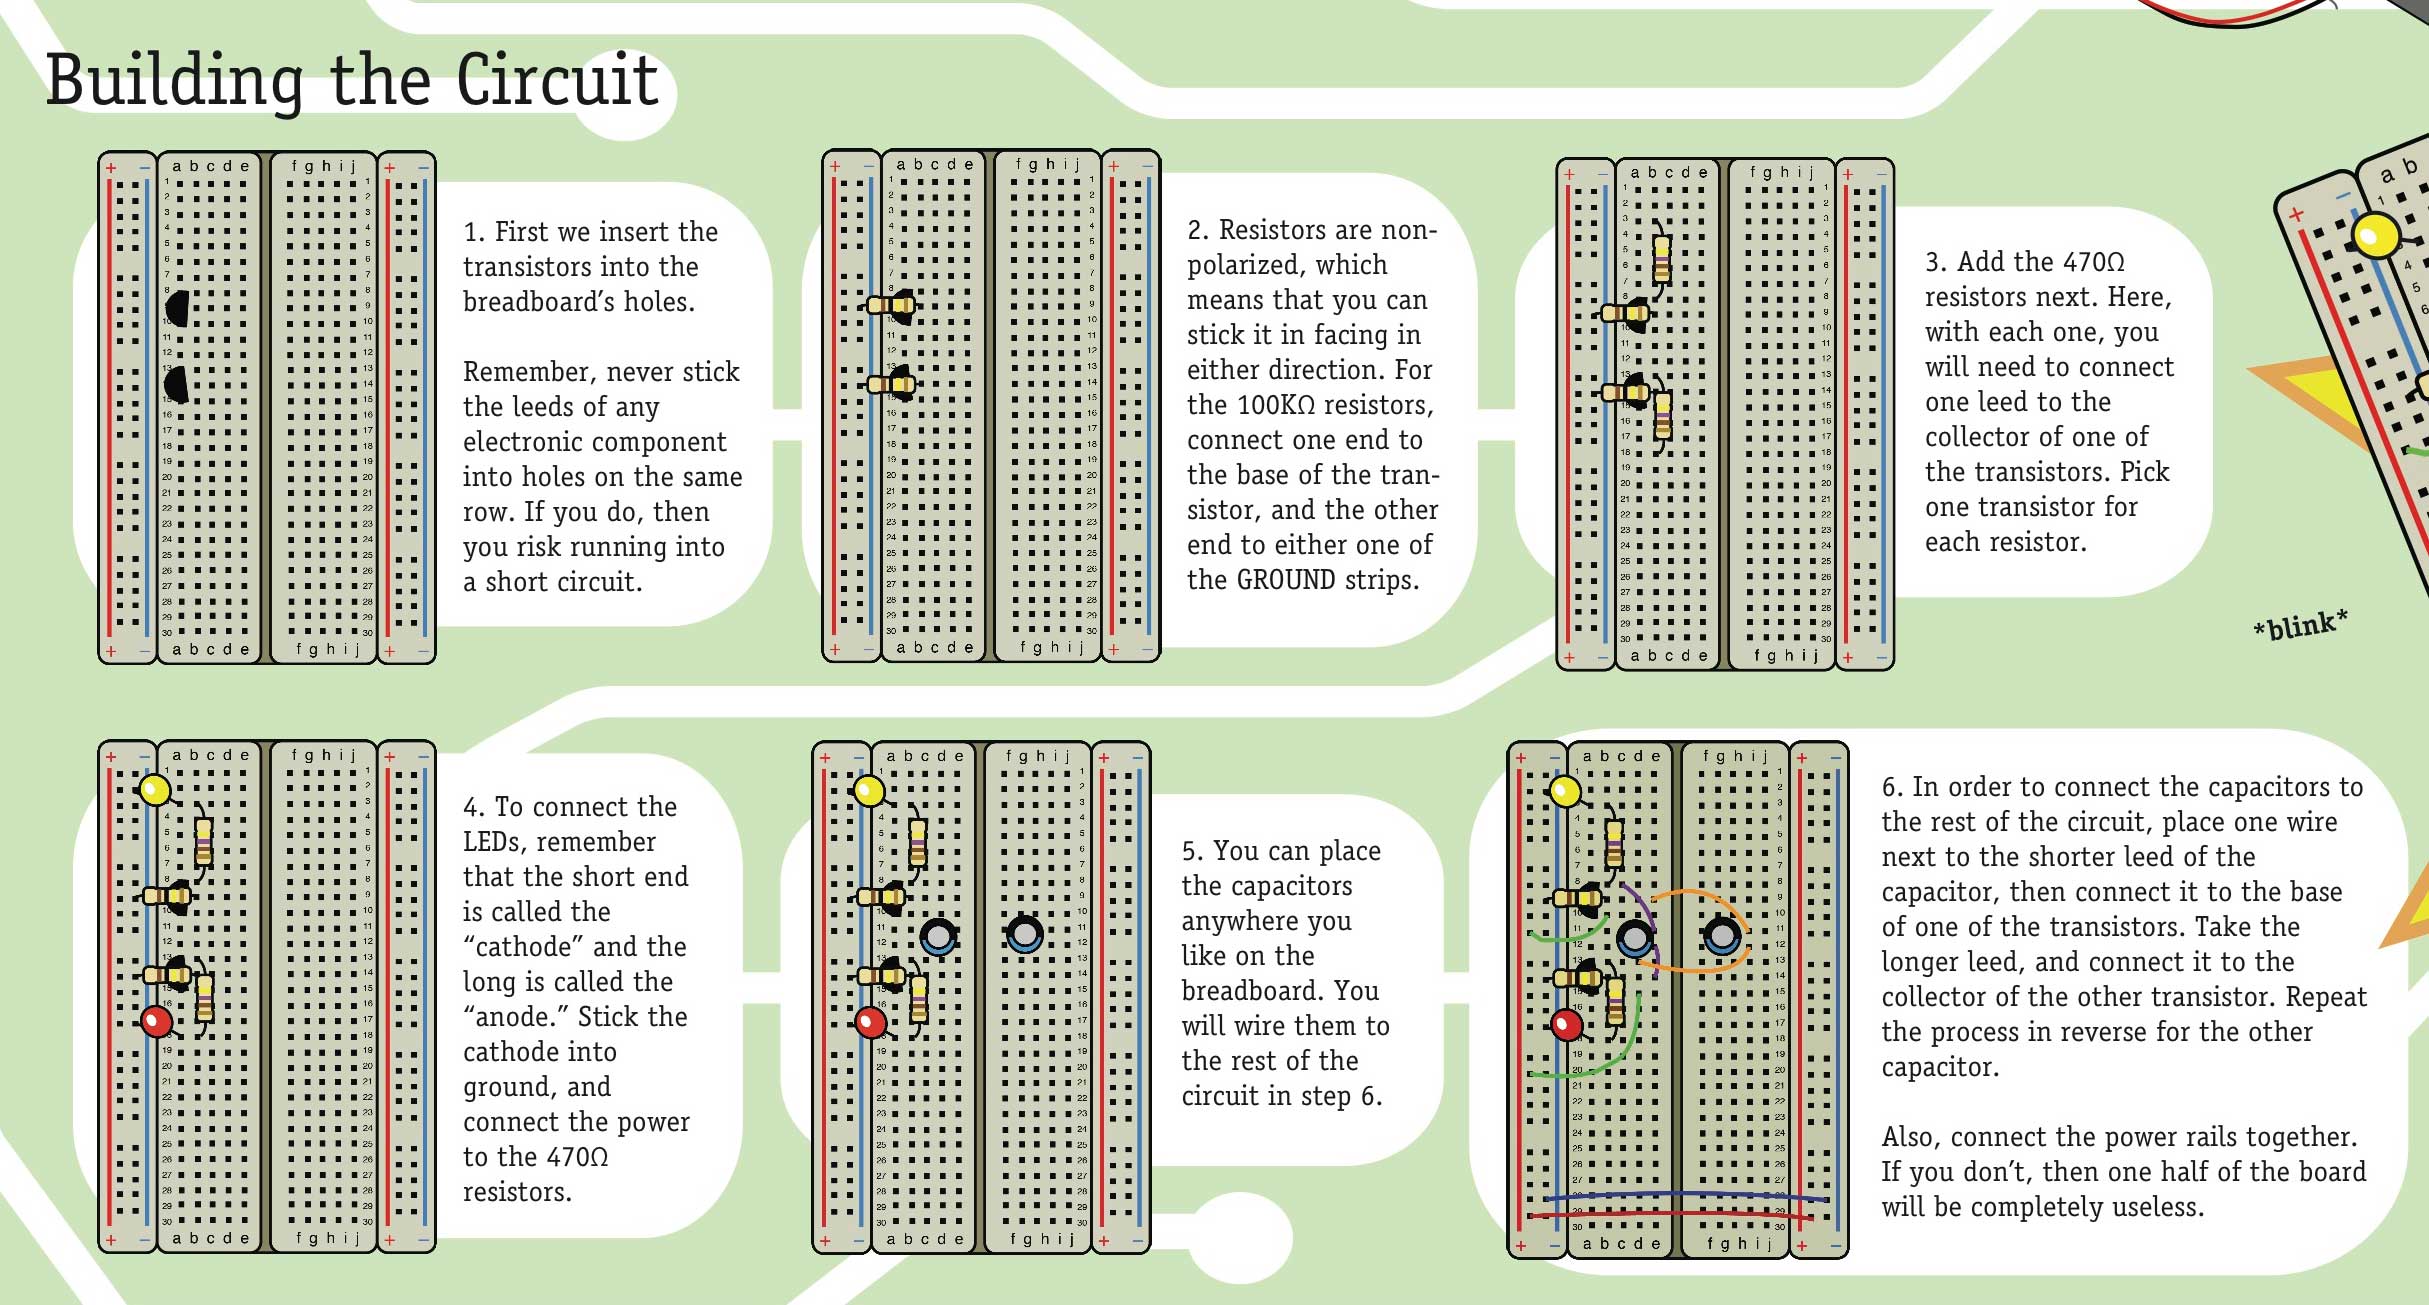 Building the Circuit
1. First we insert the
transistors into the
breadboard's holes.
Remember, never stick
the leeds of any
electronic component
into holes on the same
row. If you do, then
you risk running into
a short circuit.
2. Resistors are non-
polarized, which
means that you can
stick it in facing in
either direction. For
the 100KΩ resistors,
connect one end to
the base of the tran-
sistor, and the other
end to either one of
the GROUND strips.
3. Add the 470Ω
resistors next. Here,
with each one, you
will need to connect
one leed to the
collector of one of
the transistors. Pick
one transistor for
each resistor.
*blink*
4. To connect the
LEDs, remember
that the short end
is called the
“cathode” and the
long is called the
“anode.” Stick the
cathode into
ground, and
connect the power
to the 470Ω
resistors.
5. You can place
the capacitors
anywhere you
like on the
breadboard. You
will wire them to
the rest of the
circuit in step 6.
6. In order to connect the capacitors to
the rest of the circuit, place one wire
next to the shorter leed of the
capacitor, then connect it to the base
of one of the transistors. Take the
longer leed, and connect it to the
collector of the other transistor. Repeat
the process in reverse for the other
capacitor.
Also, connect the power rails together.
If you don't, then one half of the board
will be completely useless.